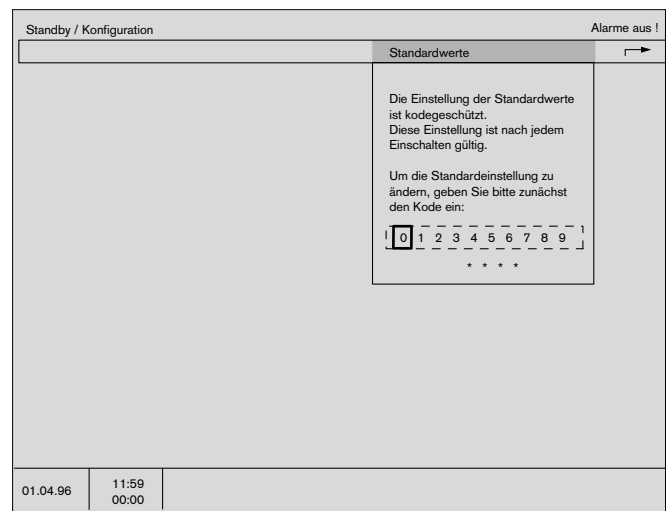 Standby / Konfiguration
Alarme aus !
Standardwerte
Die Einstellung der Standardwerte
ist kodegeschützt.
Diese Einstellung ist nach jedem
Einschalten gültig.
Um die Standardeinstellung zu
ändern, geben Sie bitte zunächst
den Kode ein:
0 1 2 3 4 5 6 7 8 9
* * * *
01.04.96
11:59
00:00